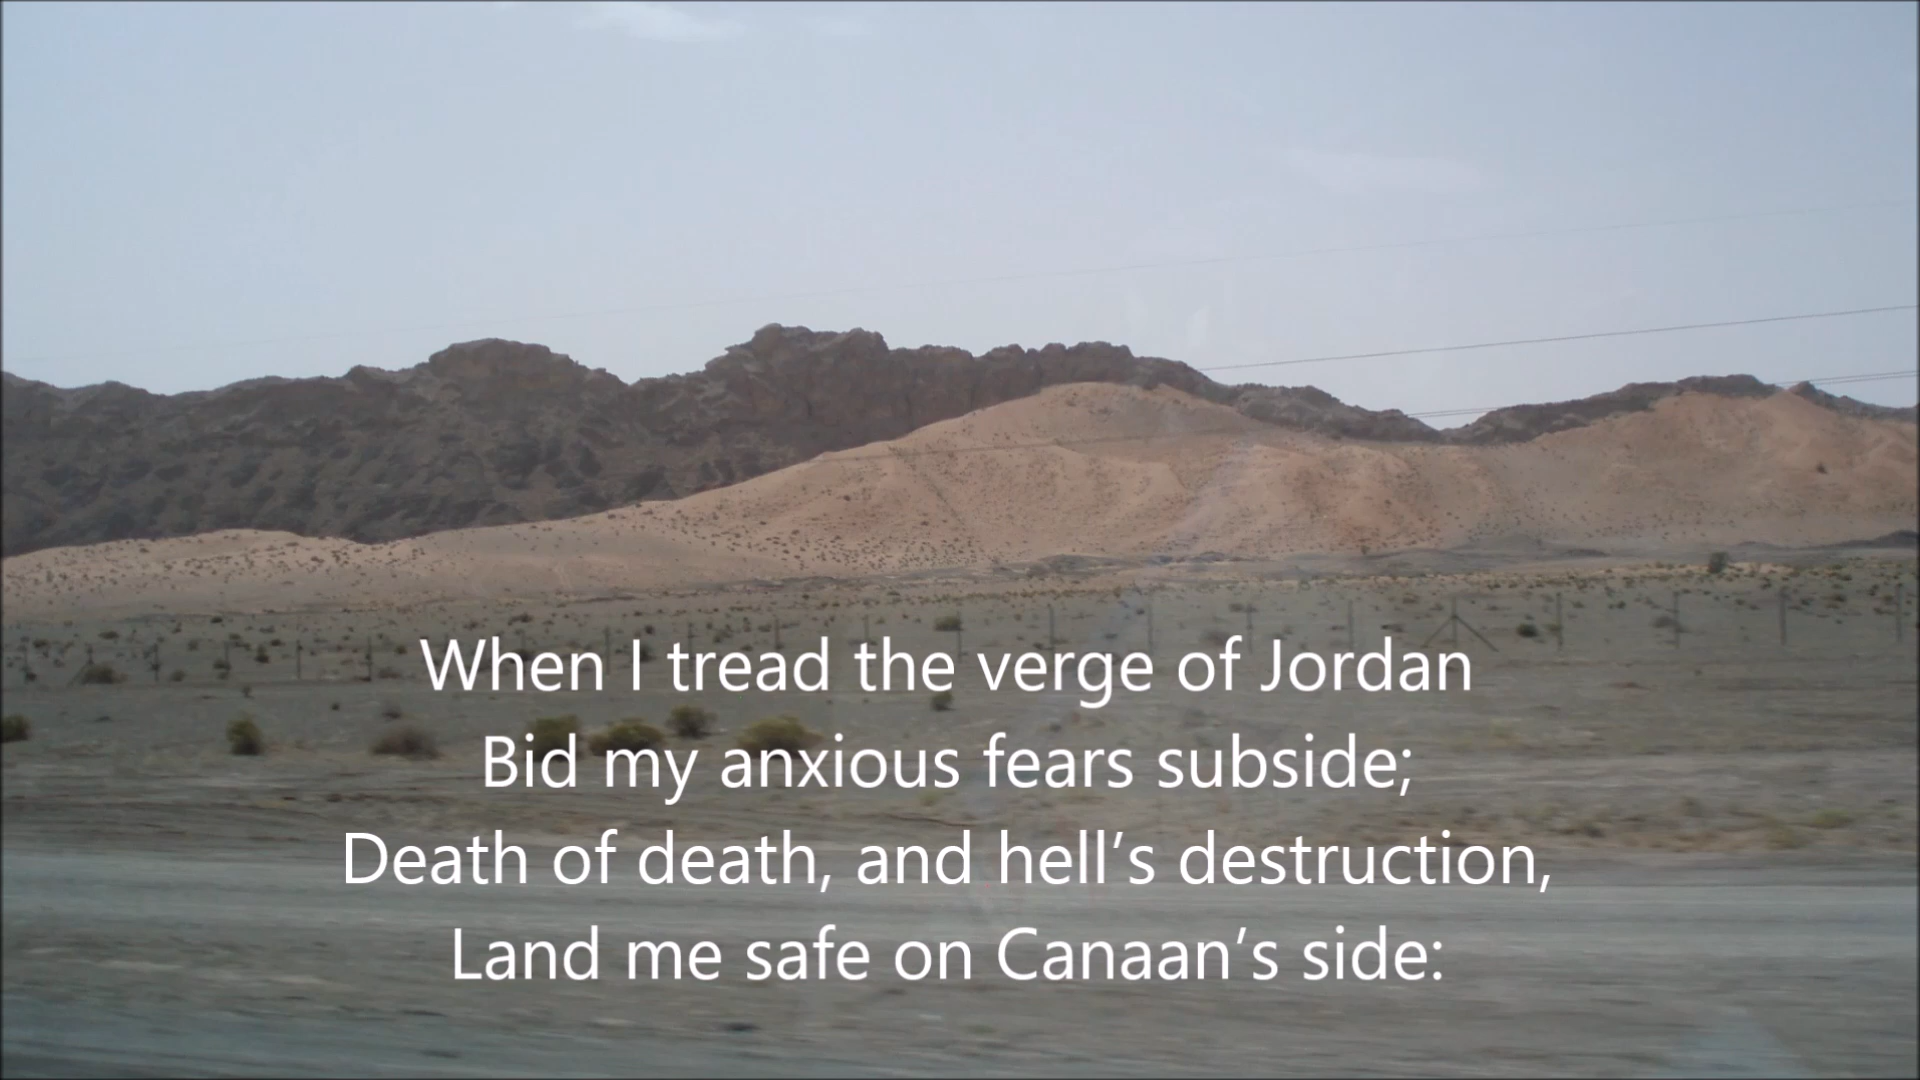 When I tread the verge of Jordan
Bid my anxious fears subside;
Death of death, and hell’s destruction,
Land me safe on Canaan’s side: